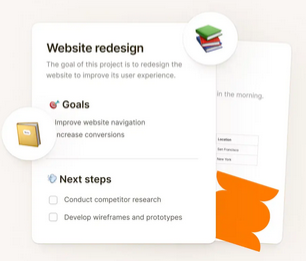 Website redesign
The goal of this project is to redesign the
website to improve its user experience.
Goals
Improve website navigation
ncrease conversions
Next steps
Conduct competitor research
Develop wireframes and prototypes
in the morning.
Location
San Francisco
New York